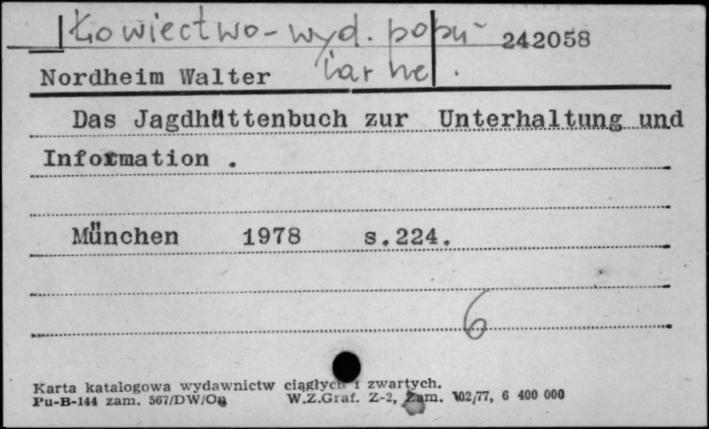 Łowiectwo - wyd. popu-
larne.
242058
Nordheim Walter
Das Jagdhüttenbuch zur Unterhaltung und
Information .
München 1978 s.224.
6
Karta katalogowa wydawnictw ciągłych i zwartych.
Pu-B-144 zam. 567/DW/Op W.Z.Graf. Z-2, Zam. 102/77, 6 400 000